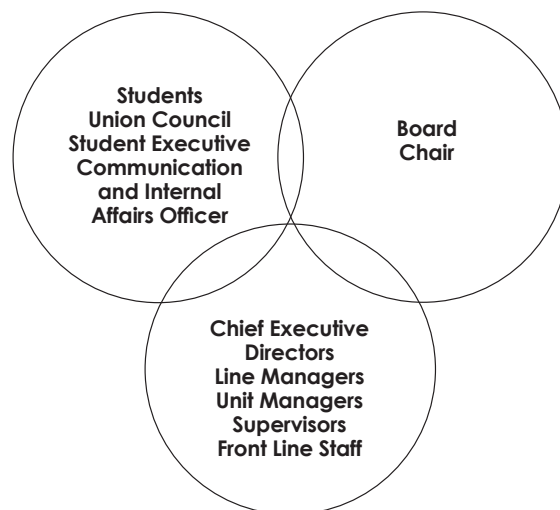 Students
Union Council
Student Executive
Communication
and Internal
Affairs Officer
Board
Chair
Chief Executive
Directors
Line Managers
Unit Managers
Supervisors
Front Line Staff